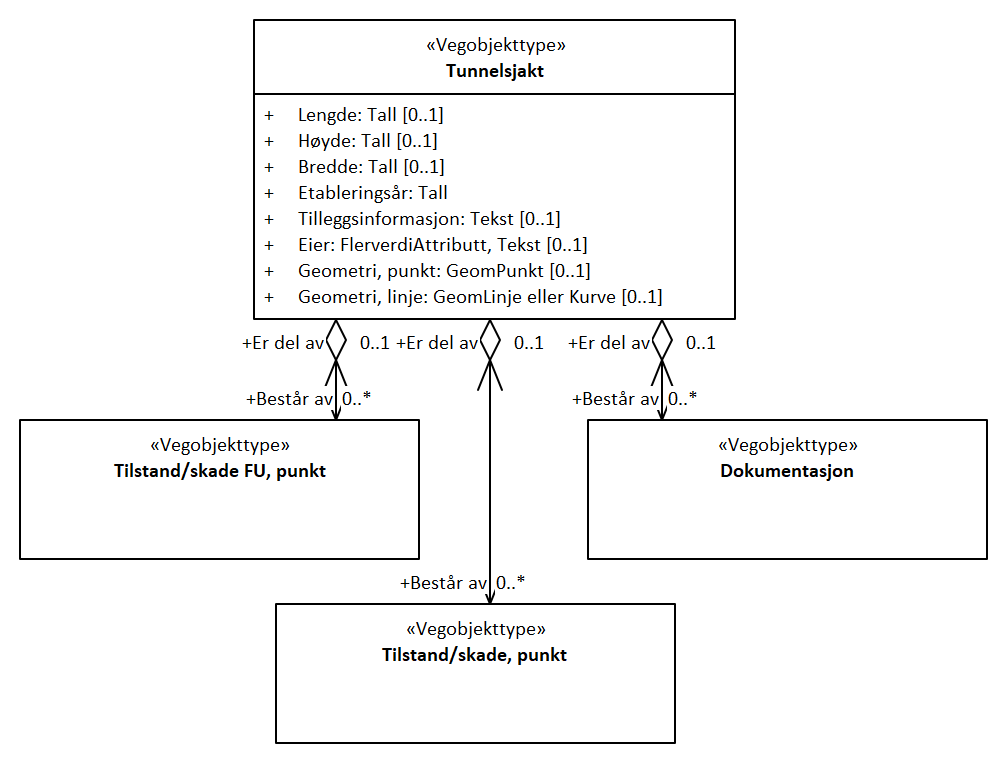 «Vegobjekttype»
Tunnelsjakt
+ Lengde: Tall [0..1]
+ Høyde: Tall [0..1]
+ Bredde: Tall [0..1]
+ Etableringsår: Tall
+ Tilleggsinformasjon: Tekst [0..1]
+ Eier: FlerverdiAttributt, Tekst [0..1]
+ Geometri, punkt: GeomPunkt [0..1]
+ Geometri, linje: GeomLinje eller Kurve [0..1]
+Er del av 0..1 +Er del av 0..1 +Er del av 0..1
+Består av 0..* +Består av 0..*
«Vegobjekttype»
Tilstand/skade FU, punkt
«Vegobjekttype»
Dokumentasjon
+Består av 0..*
«Vegobjekttype»
Tilstand/skade, punkt